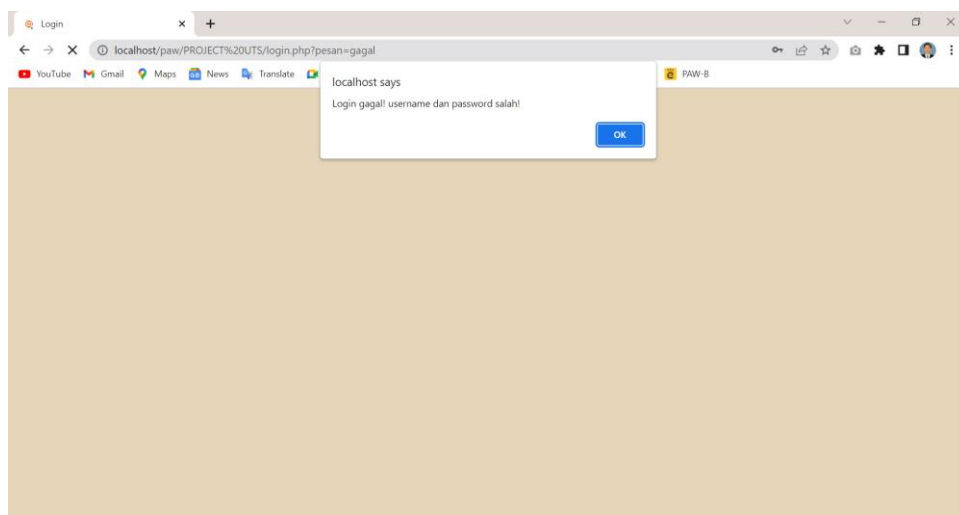 Login
localhost/paw/PROJECT%20UTS/login.php?pesan=gagal
YouTube Gmail Maps News Translate PAW-B
localhost says
Login gagal! username dan password salah!
OK